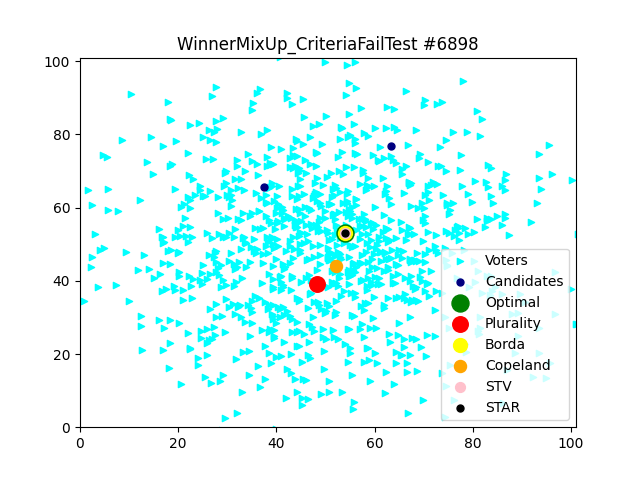 WinnerMixUp_CriteriaFailTest #6898
100
80
60
40
20
0
0
20
40
60
80
100
Voters
Candidates
Optimal
Plurality
Borda
Copeland
STV
STAR